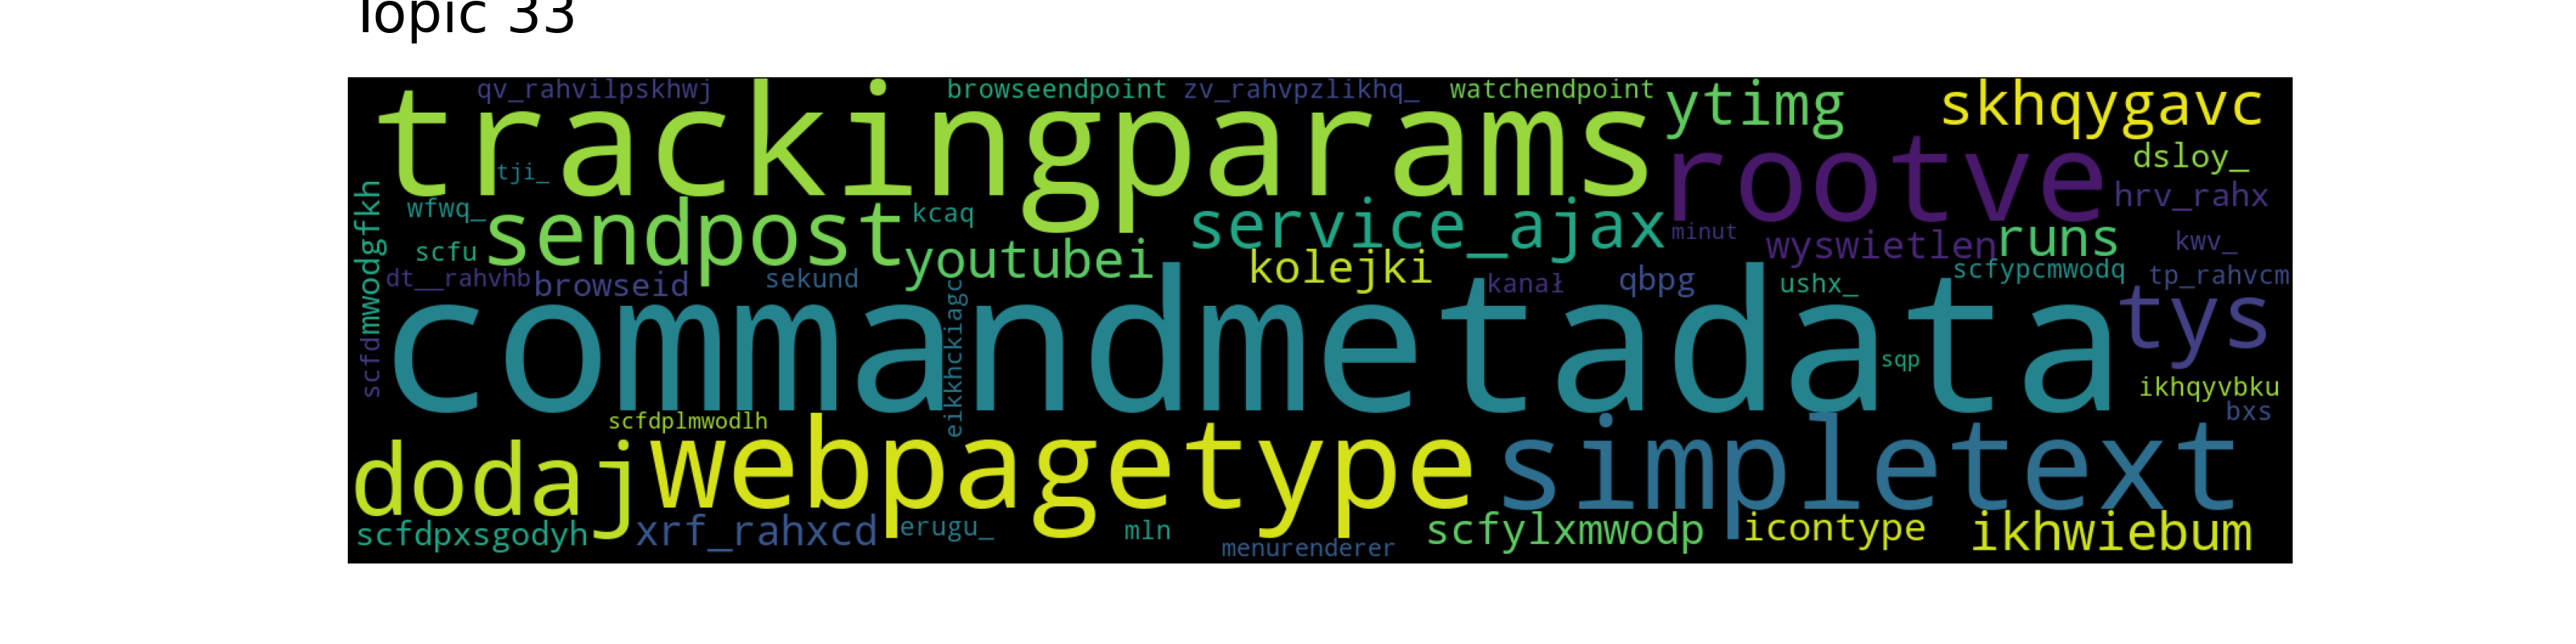 Topic 33
qv_rahvilpskhwj browseendpoint zv_rahvpzlikhq_ watchendpoint
trackingparams ytimg skhqygavc
tji_ rootve dsloy_
hrv_rahx
wfwq_ sendpost kcaq service_ajax minut
scfu youtubei kolejki wyswietlen runs kwv_
dt__rahvhb browseid sekund kanał qbpg ushx_ scfypcmwodq tp_rahvcm
scfdmwodgfkh
commandmetadata tys
eikkhckiagc
sqp
ikhqyvbku
bxs
scfdplmwodlh
dodaj webpagetype simpletext
scfdpxsgodyh xrf_rahxcd erugu_ mln menurenderer scfylxmwodp icontype ikhwiebum